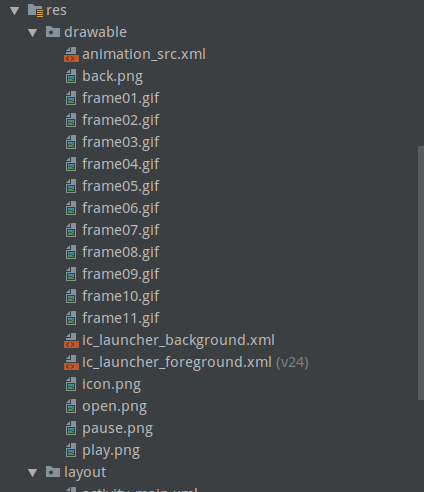 res
drawable
animation_src.xml
back.png
frame01.gif
frame02.gif
frame03.gif
frame04.gif
frame05.gif
frame06.gif
frame07.gif
frame08.gif
frame09.gif
frame10.gif
frame11.gif
ic_launcher_background.xml
ic_launcher_foreground.xml (v24)
icon.png
open.png
pause.png
play.png
layout